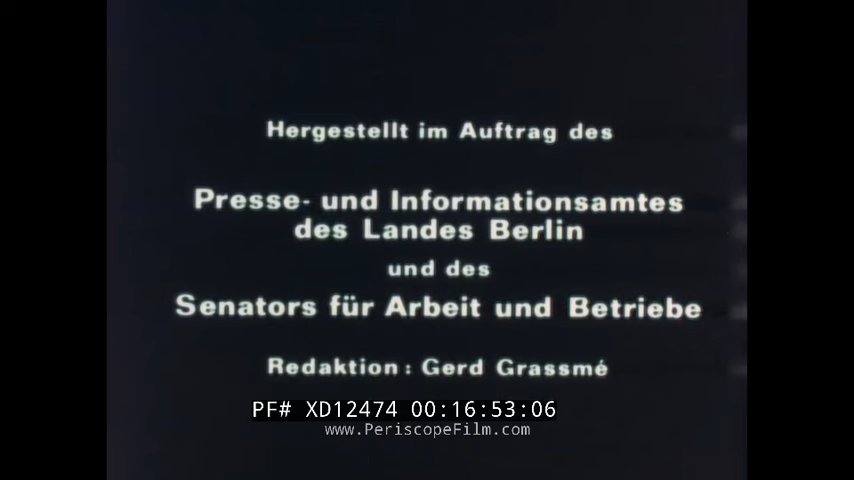 Hergestellt im Auftrag des
Presse- und Informationsamtes
des Landes Berlin
und des
Senators für Arbeit und Betriebe
Redaktion: Gerd Grassmé
PF# XD12474 00:16:53:06
www.PeriscopeFilm.com